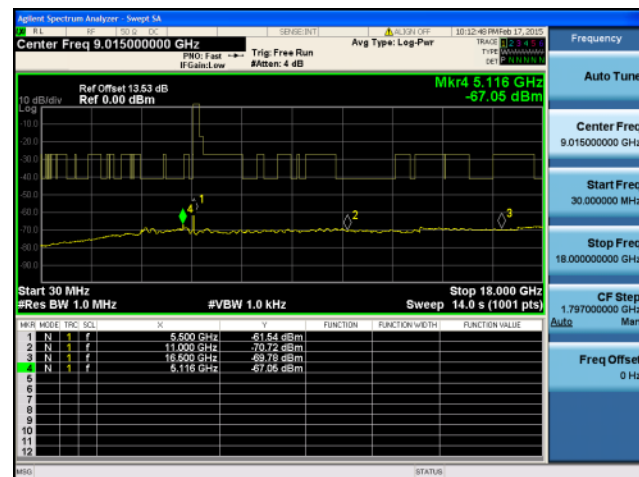 Agilent Spectrum Analyzer - Swept SA
RL RF 50 Ω DC SENSE:INT ALIGN OFF 10:12:48 PM Feb 17, 2015
Center Freq 9.015000000 GHz
PNO: Fast
IFGain:Low
Trig: Free Run
#Atten: 4 dB
Avg Type: Log-Pwr
TRACE 1 2 3 4 5 6
TYPE
DET P N N N N N
Ref Offset 13.53 dB
Ref 0.00 dBm
10 dB/div
Log
Mkr4 5.116 GHz
-67.05 dBm
-10.0
-20.0
-30.0
-40.0
-50.0
-60.0
-70.0
-80.0
-90.0
1
4
2
3
Start 30 MHz
Stop 18.000 GHz
#Res BW 1.0 MHz
#VBW 1.0 kHz
Sweep 14.0 s (1001 pts)
MKR MODE TRC SCL X Y FUNCTION FUNCTION WIDTH FUNCTION VALUE
1 N 1 f 5.500 GHz -61.54 dBm
2 N 1 f 11.000 GHz -70.72 dBm
3 N 1 f 16.500 GHz -69.78 dBm
4 N 1 f 5.116 GHz -67.05 dBm
5
6
7
8
9
10
11
12
MSG
STATUS
Frequency
Auto Tune
Center Freq
9.015000000 GHz
Start Freq
30.000000 MHz
Stop Freq
18.000000000 GHz
CF Step
1.797000000 GHz
Auto Man
Freq Offset
0 Hz